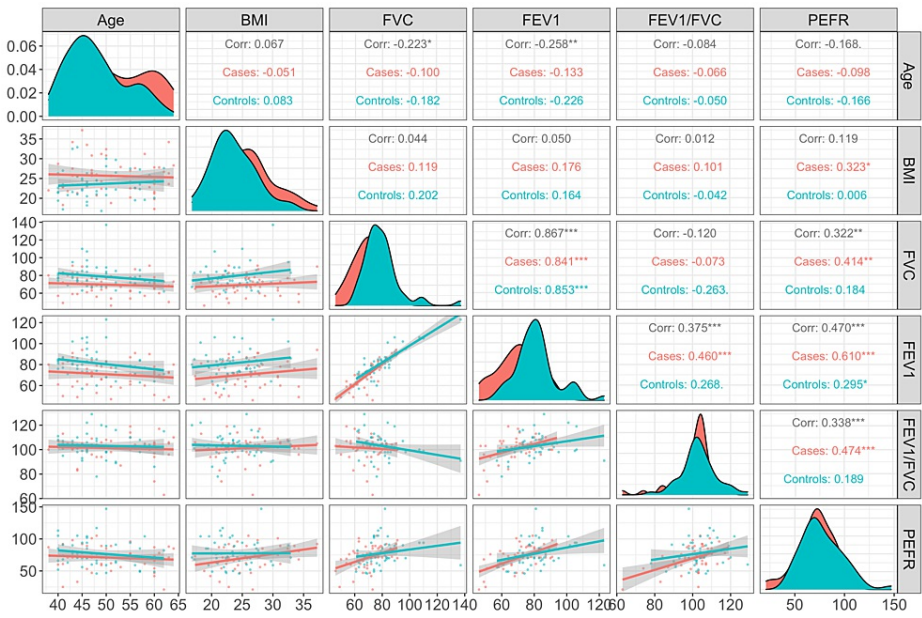 Age BMI FVC FEV1 FEV1/FVC PEFR
0.06
0.04
0.02
0.00
Corr: 0.067 Corr: -0.223* Corr: -0.258** Corr: -0.084 Corr: -0.168.
Cases: -0.051 Cases: -0.100 Cases: -0.133 Cases: -0.066 Cases: -0.098
Controls: 0.083 Controls: -0.182 Controls: -0.226 Controls: -0.050 Controls: -0.166
Age
35
30
25
20
Corr: 0.044 Corr: 0.050 Corr: 0.012 Corr: 0.119
Cases: 0.119 Cases: 0.176 Cases: 0.101 Cases: 0.323*
Controls: 0.202 Controls: 0.164 Controls: -0.042 Controls: 0.006
BMI
140
120
100
80
60
Corr: 0.867*** Corr: -0.120 Corr: 0.322**
Cases: 0.841*** Cases: -0.073 Cases: 0.414**
Controls: 0.853*** Controls: -0.263. Controls: 0.184
FVC
120
100
80
60
Corr: 0.375*** Corr: 0.470***
Cases: 0.460*** Cases: 0.610***
Controls: 0.268. Controls: 0.295*
FEV1
120
100
80
60
Corr: 0.338***
Cases: 0.474***
Controls: 0.189
FEV1/FVC
150
100
50
PEFR
40 45 50 55 60 65 20 25 30 35 60 80 100 120 140 60 80 100 120 60 80 100 120 50 100 150